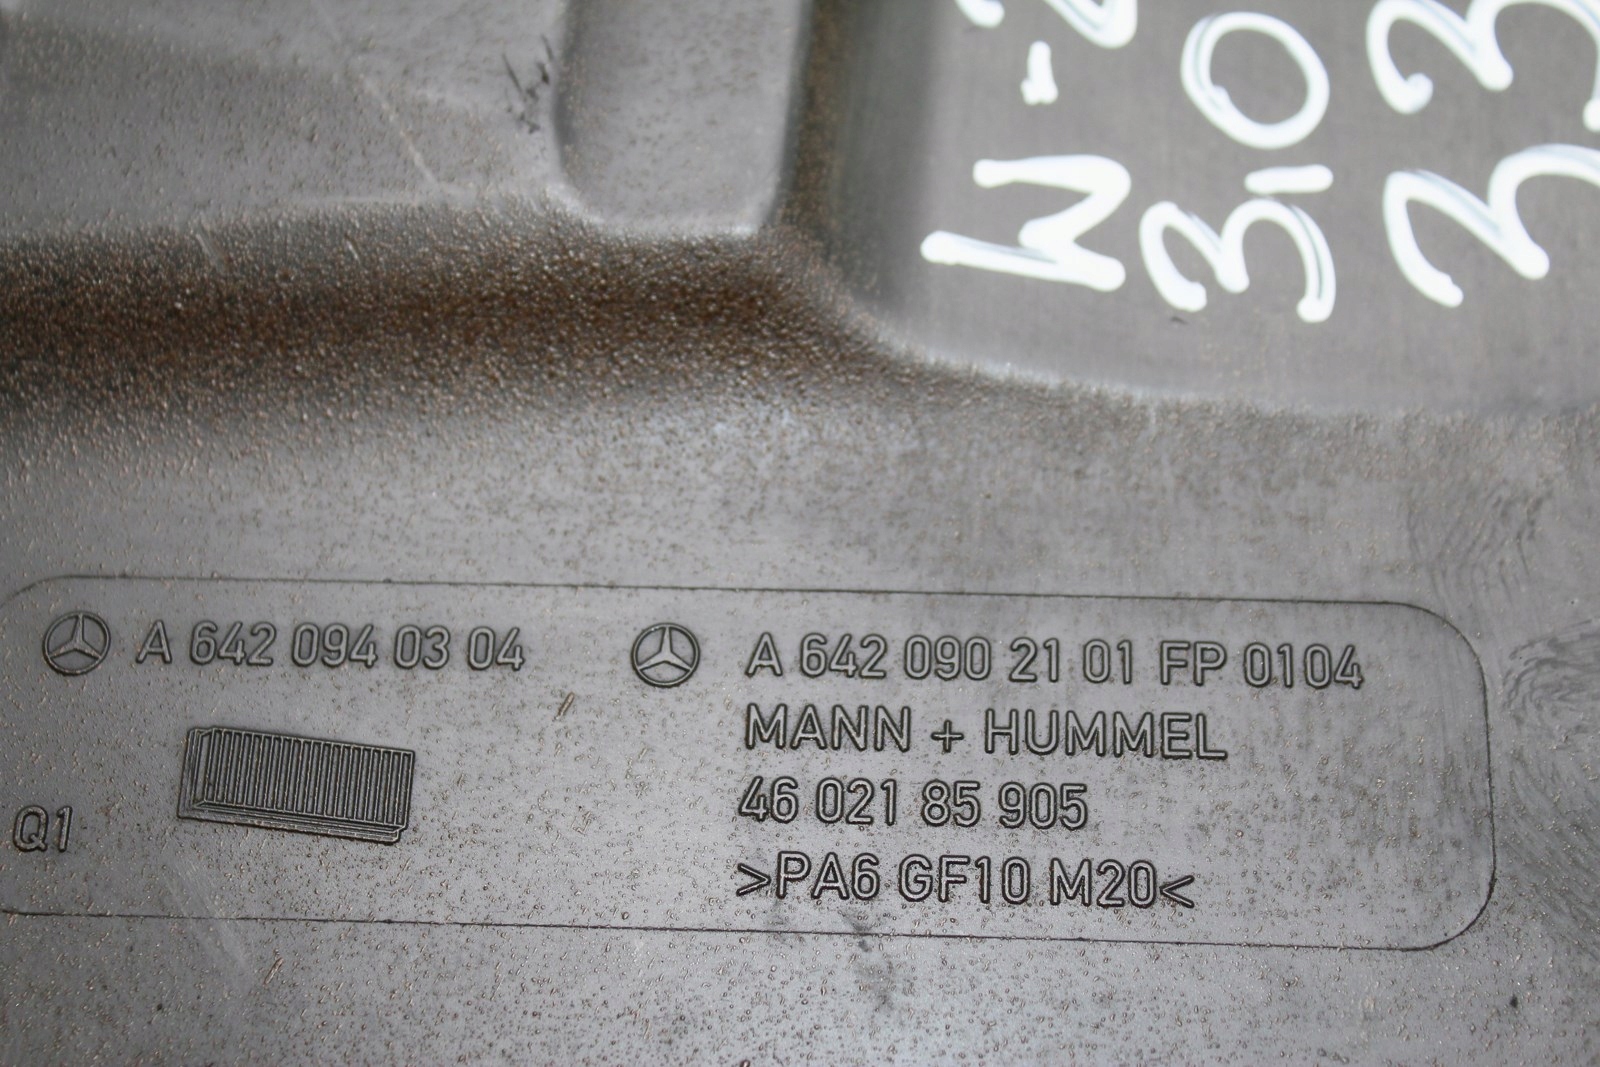 A 642 094 03 04
A 642 090 21 01 FP 0104
MANN + HUMMEL
46 021 85 905
Q1
>PA6 GF10 M20<